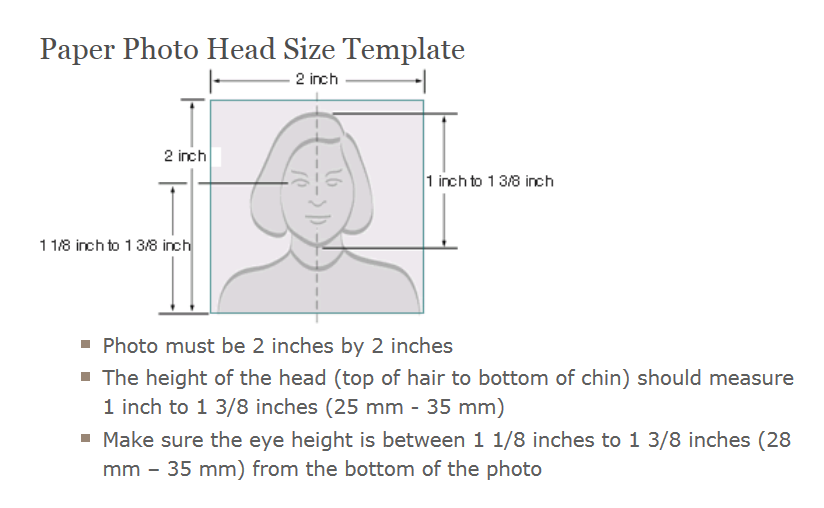 Paper Photo Head Size Template
2 inch
2 inch
1 inch to 1 3/8 inch
1 1/8 inch to 1 3/8 inch
Photo must be 2 inches by 2 inches
The height of the head (top of hair to bottom of chin) should measure
1 inch to 1 3/8 inches (25 mm - 35 mm)
Make sure the eye height is between 1 1/8 inches to 1 3/8 inches (28
mm – 35 mm) from the bottom of the photo